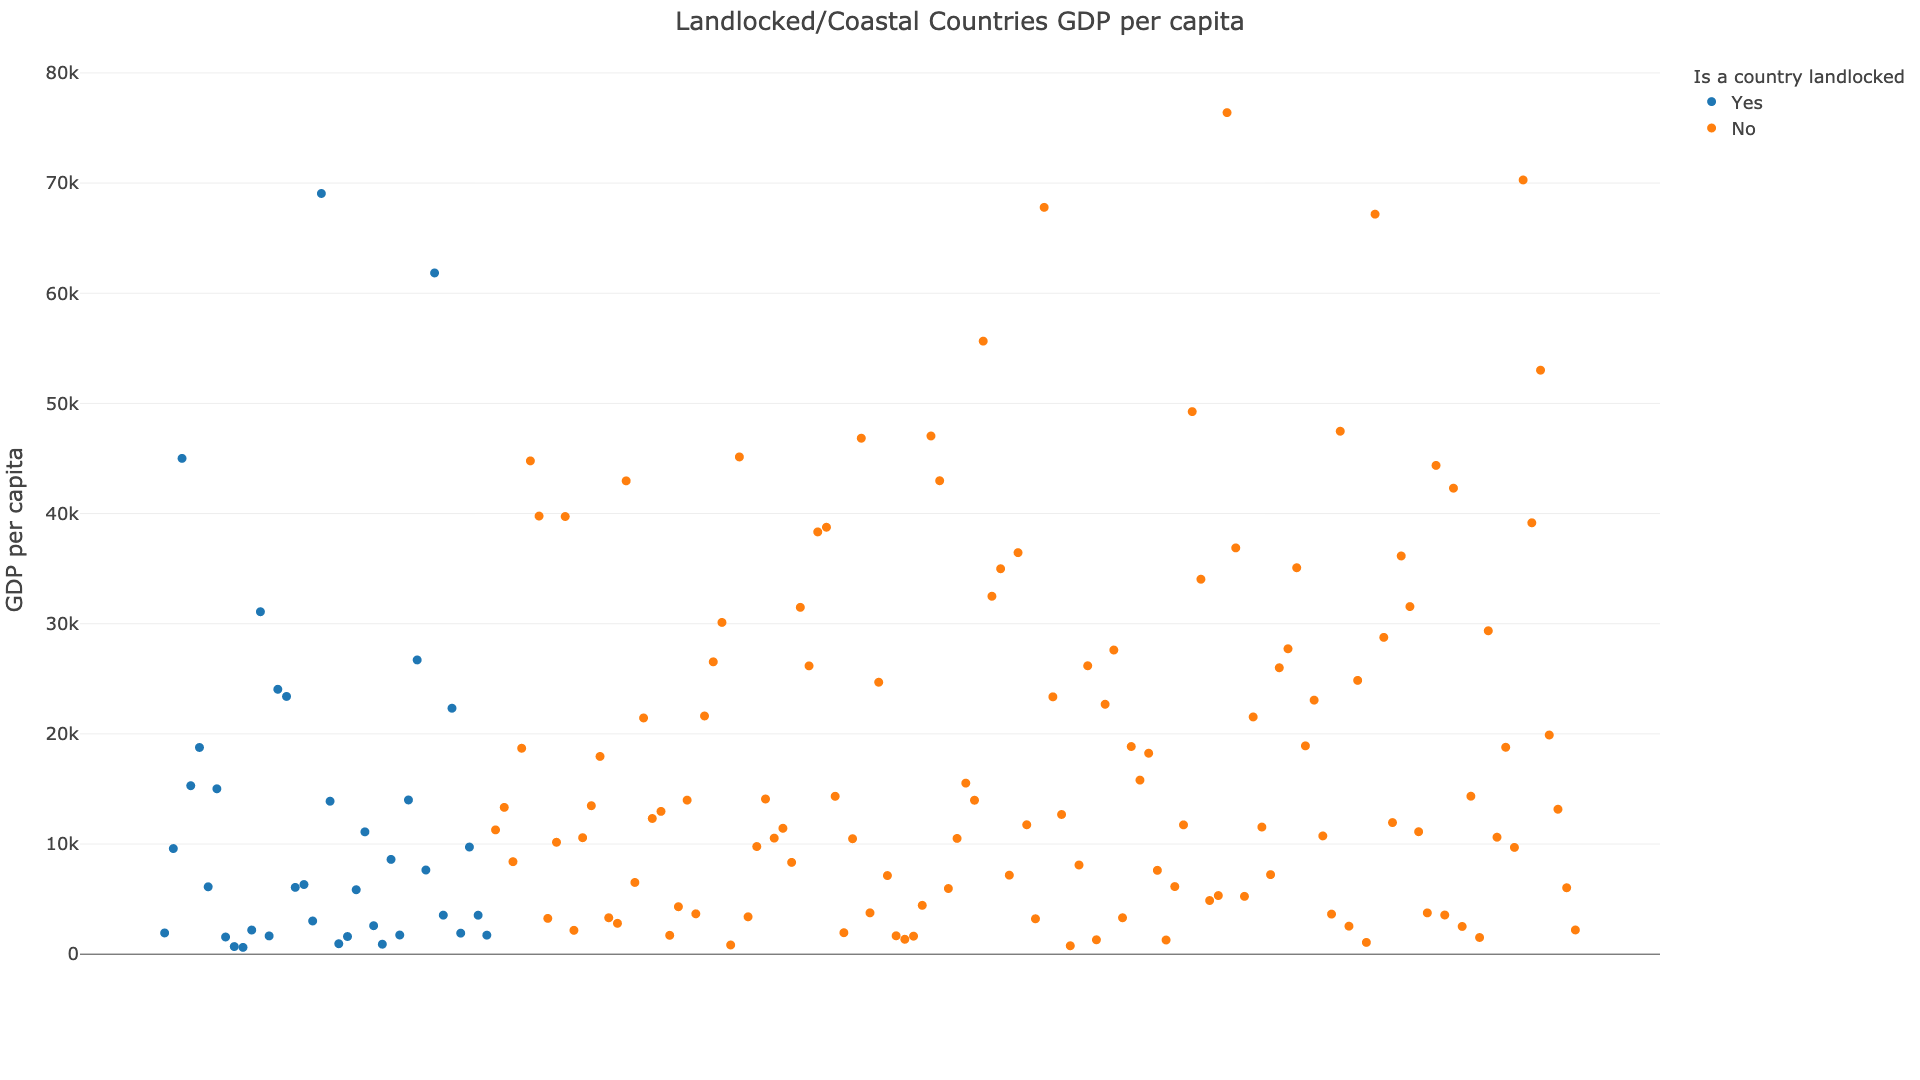 Landlocked/Coastal Countries GDP per capita
Is a country landlocked
Yes
No
GDP per capita
80k
70k
60k
50k
40k
30k
20k
10k
0